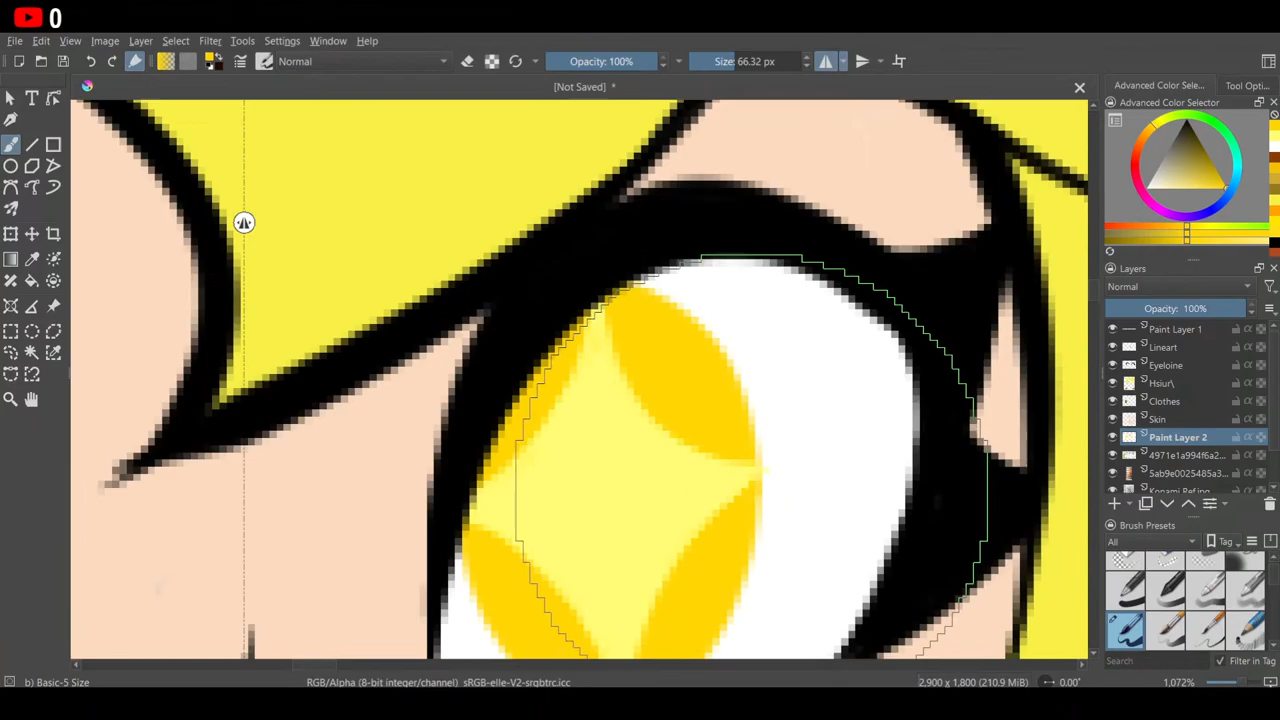 0
File Edit View Image Layer Select Filter Tools Settings Window Help
Normal Opacity: 100% Size: 66.32 px
[Not Saved] *
Advanced Color Sele... Tool Opti...
Advanced Color Selector
Layers
Normal
Opacity: 100%
Paint Layer 1
Lineart
Eyeloine
Hsiur\
Clothes
Skin
Paint Layer 2
4971e1a994f6a2...
5ab9e0025485a3...
Brush Presets
All Tag
Search Filter in Tag
b) Basic-5 Size RGB/Alpha (8-bit integer/channel) sRGB-elle-V2-srgbtrc.icc 2,900 x 1,800 (210.9 MiB) 0.00° 1,072%